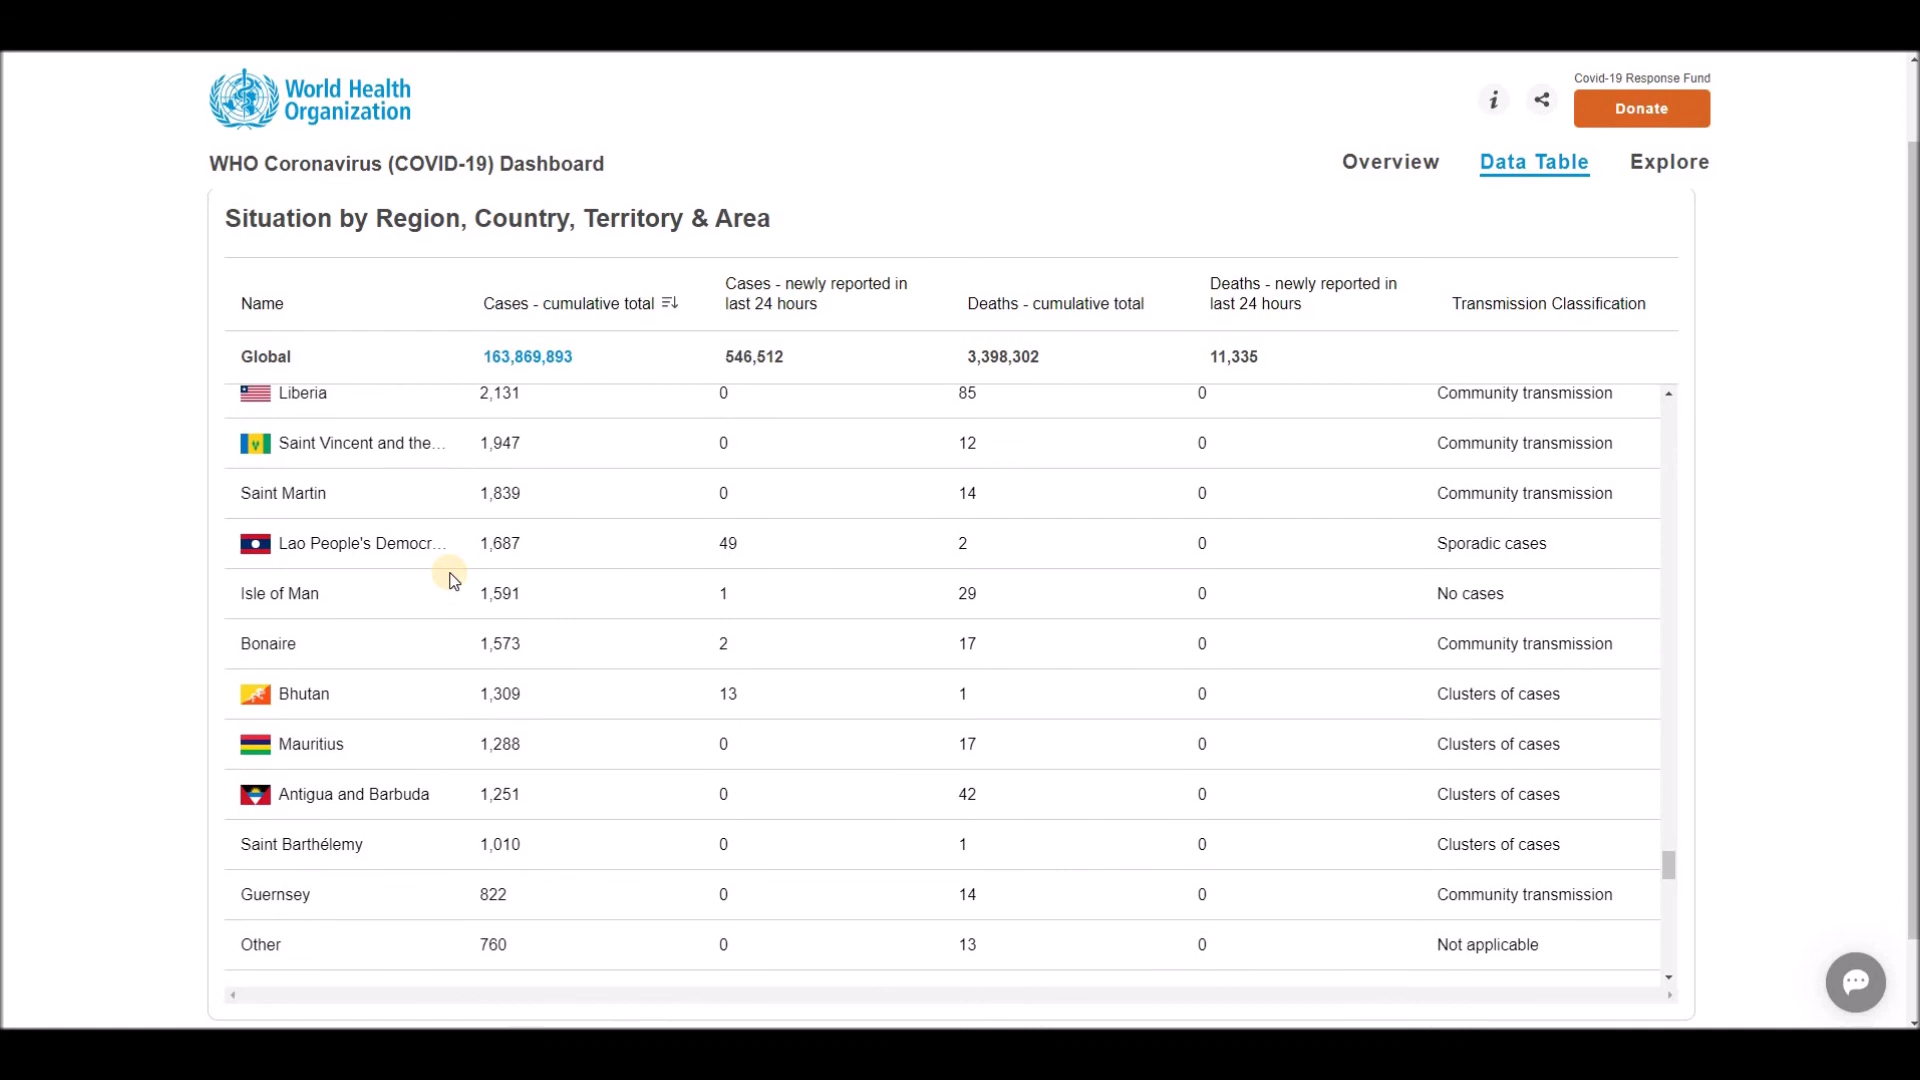 World Health
Organization
Covid-19 Response Fund
Donate
WHO Coronavirus (COVID-19) Dashboard
Overview
Data Table
Explore
Situation by Region, Country, Territory & Area
Name
Cases - cumulative total
Cases - newly reported in
last 24 hours
Deaths - cumulative total
Deaths - newly reported in
last 24 hours
Transmission Classification
Global 163,869,893 546,512 3,398,302 11,335
Liberia 2,131 0 85 0 Community transmission
Saint Vincent and the... 1,947 0 12 0 Community transmission
Saint Martin 1,839 0 14 0 Community transmission
Lao People's Democr... 1,687 49 2 0 Sporadic cases
Isle of Man 1,591 1 29 0 No cases
Bonaire 1,573 2 17 0 Community transmission
Bhutan 1,309 13 1 0 Clusters of cases
Mauritius 1,288 0 17 0 Clusters of cases
Antigua and Barbuda 1,251 0 42 0 Clusters of cases
Saint Barthélemy 1,010 0 1 0 Clusters of cases
Guernsey 822 0 14 0 Community transmission
Other 760 0 13 0 Not applicable